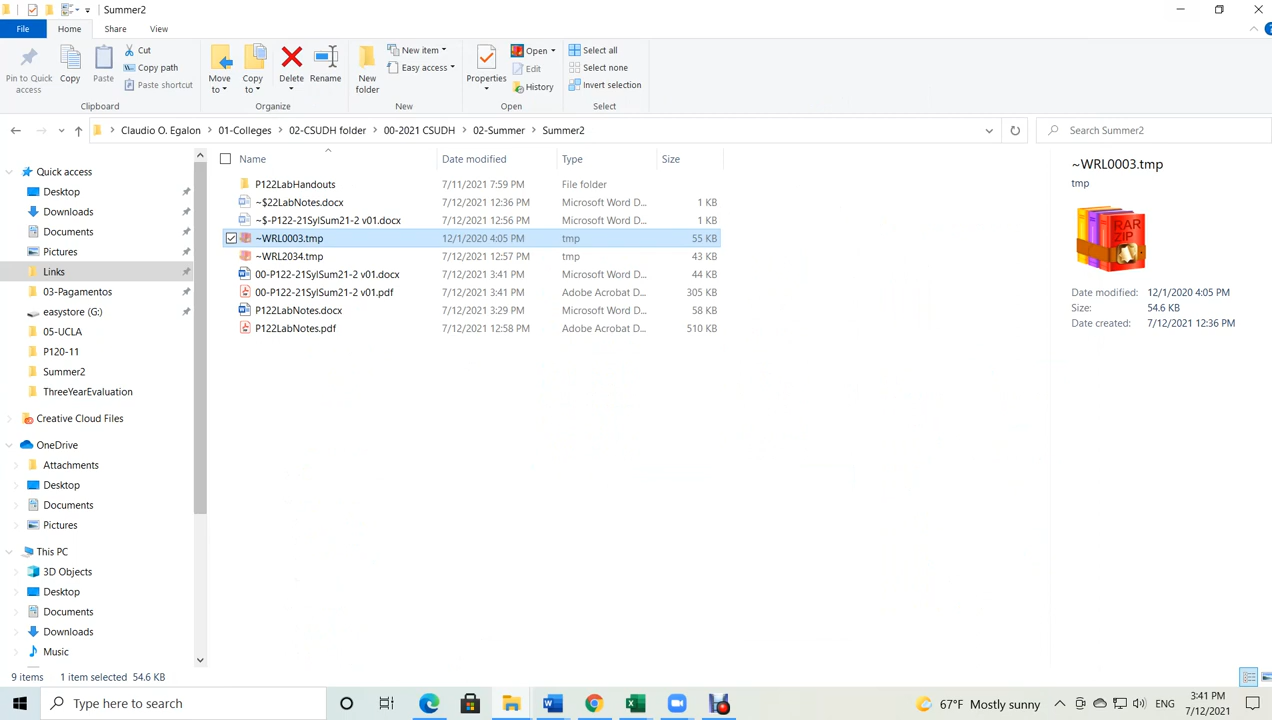 Summer2
File Home Share View
Pin to Quick access
Copy
Paste
Cut
Copy path
Paste shortcut
Clipboard
Move to
Copy to
Delete
Rename
Organize
New folder
New item
Easy access
New
Properties
Open
Edit
History
Open
Select all
Select none
Invert selection
Select
Claudio O. Egalon > 01-Colleges > 02-CSUDH folder > 00-2021 CSUDH > 02-Summer > Summer2
Search Summer2
Quick access
Desktop
Downloads
Documents
Pictures
Links
03-Pagamentos
easystore (G:)
05-UCLA
P120-11
Summer2
ThreeYearEvaluation
Creative Cloud Files
OneDrive
Attachments
Desktop
Documents
Pictures
This PC
3D Objects
Desktop
Documents
Downloads
Music
Name Date modified Type Size
P122LabHandouts 7/11/2021 7:59 PM File folder
~$22LabNotes.docx 7/12/2021 12:36 PM Microsoft Word D... 1 KB
~$-P122-21SylSum21-2 v01.docx 7/12/2021 12:56 PM Microsoft Word D... 1 KB
~WRL0003.tmp 12/1/2020 4:05 PM tmp 55 KB
~WRL2034.tmp 7/12/2021 12:57 PM tmp 43 KB
00-P122-21SylSum21-2 v01.docx 7/12/2021 3:41 PM Microsoft Word D... 44 KB
00-P122-21SylSum21-2 v01.pdf 7/12/2021 3:41 PM Adobe Acrobat D... 305 KB
P122LabNotes.docx 7/12/2021 3:29 PM Microsoft Word D... 58 KB
P122LabNotes.pdf 7/12/2021 12:58 PM Adobe Acrobat D... 510 KB
~WRL0003.tmp
tmp
RAR
ZIP
Date modified: 12/1/2020 4:05 PM
Size: 54.6 KB
Date created: 7/12/2021 12:36 PM
9 items 1 item selected 54.6 KB
Type here to search
67°F Mostly sunny
ENG
3:41 PM
7/12/2021